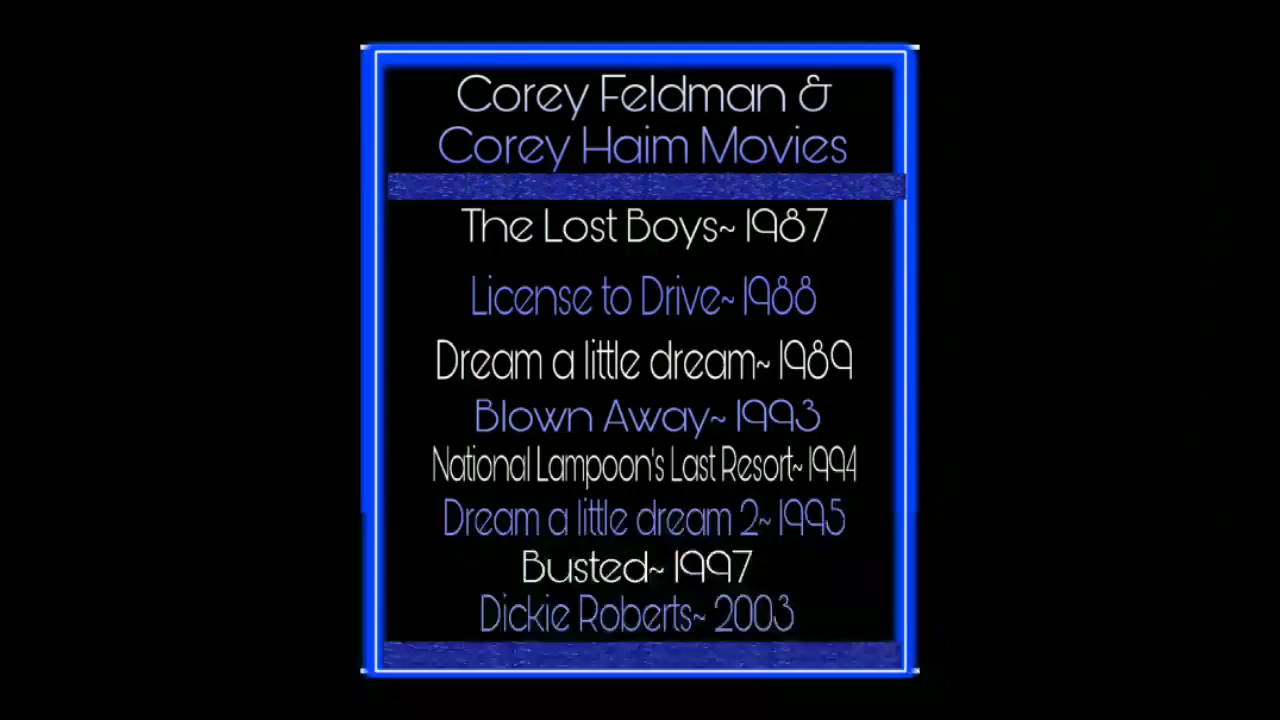 Corey Feldman &
Corey Haim Movies
The Lost Boys~ 1987
License to Drive~ 1988
Dream a little dream~ 1989
Blown Away~ 1993
National Lampoon's Last Resort~ 1994
Dream a little dream 2~ 1995
Busted~ 1997
Dickie Roberts~ 2003